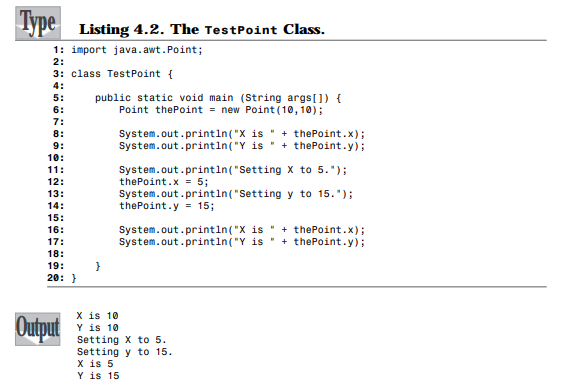 Type
Listing 4.2. The TestPoint Class.
1: import java.awt.Point;
2:
3: class TestPoint {
4:
5:     public static void main (String args[]) {
6:         Point thePoint = new Point(10,10);
7:
8:         System.out.println("X is " + thePoint.x);
9:         System.out.println("Y is " + thePoint.y);
10:
11:         System.out.println("Setting X to 5.");
12:         thePoint.x = 5;
13:         System.out.println("Setting y to 15.");
14:         thePoint.y = 15;
15:
16:         System.out.println("X is " + thePoint.x);
17:         System.out.println("Y is " + thePoint.y);
18:
19:     }
20: }
Output
X is 10
Y is 10
Setting X to 5.
Setting y to 15.
X is 5
Y is 15